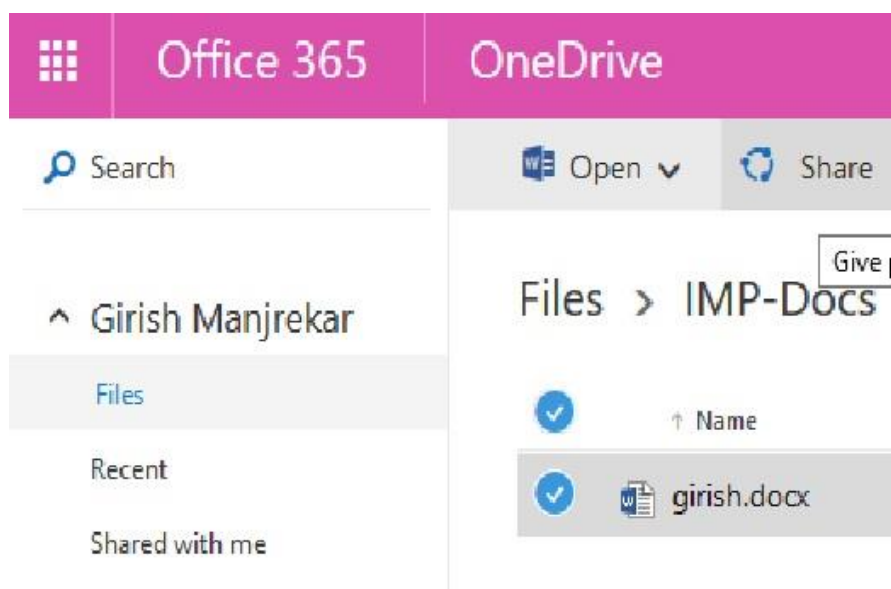 Office 365 OneDrive
Search
Open Share
Give
Files > IMP-Docs
Girish Manjrekar
Files
Name
Recent
girish.docx
Shared with me